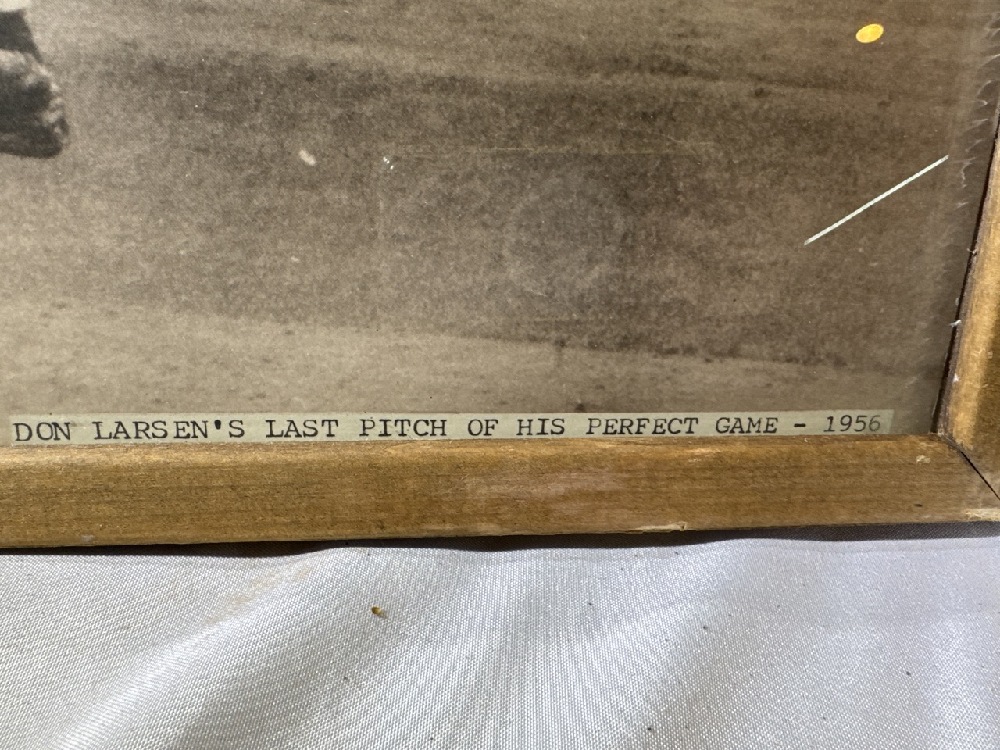 DON LARSEN'S LAST PITCH OF HIS PERFECT GAME - 1956